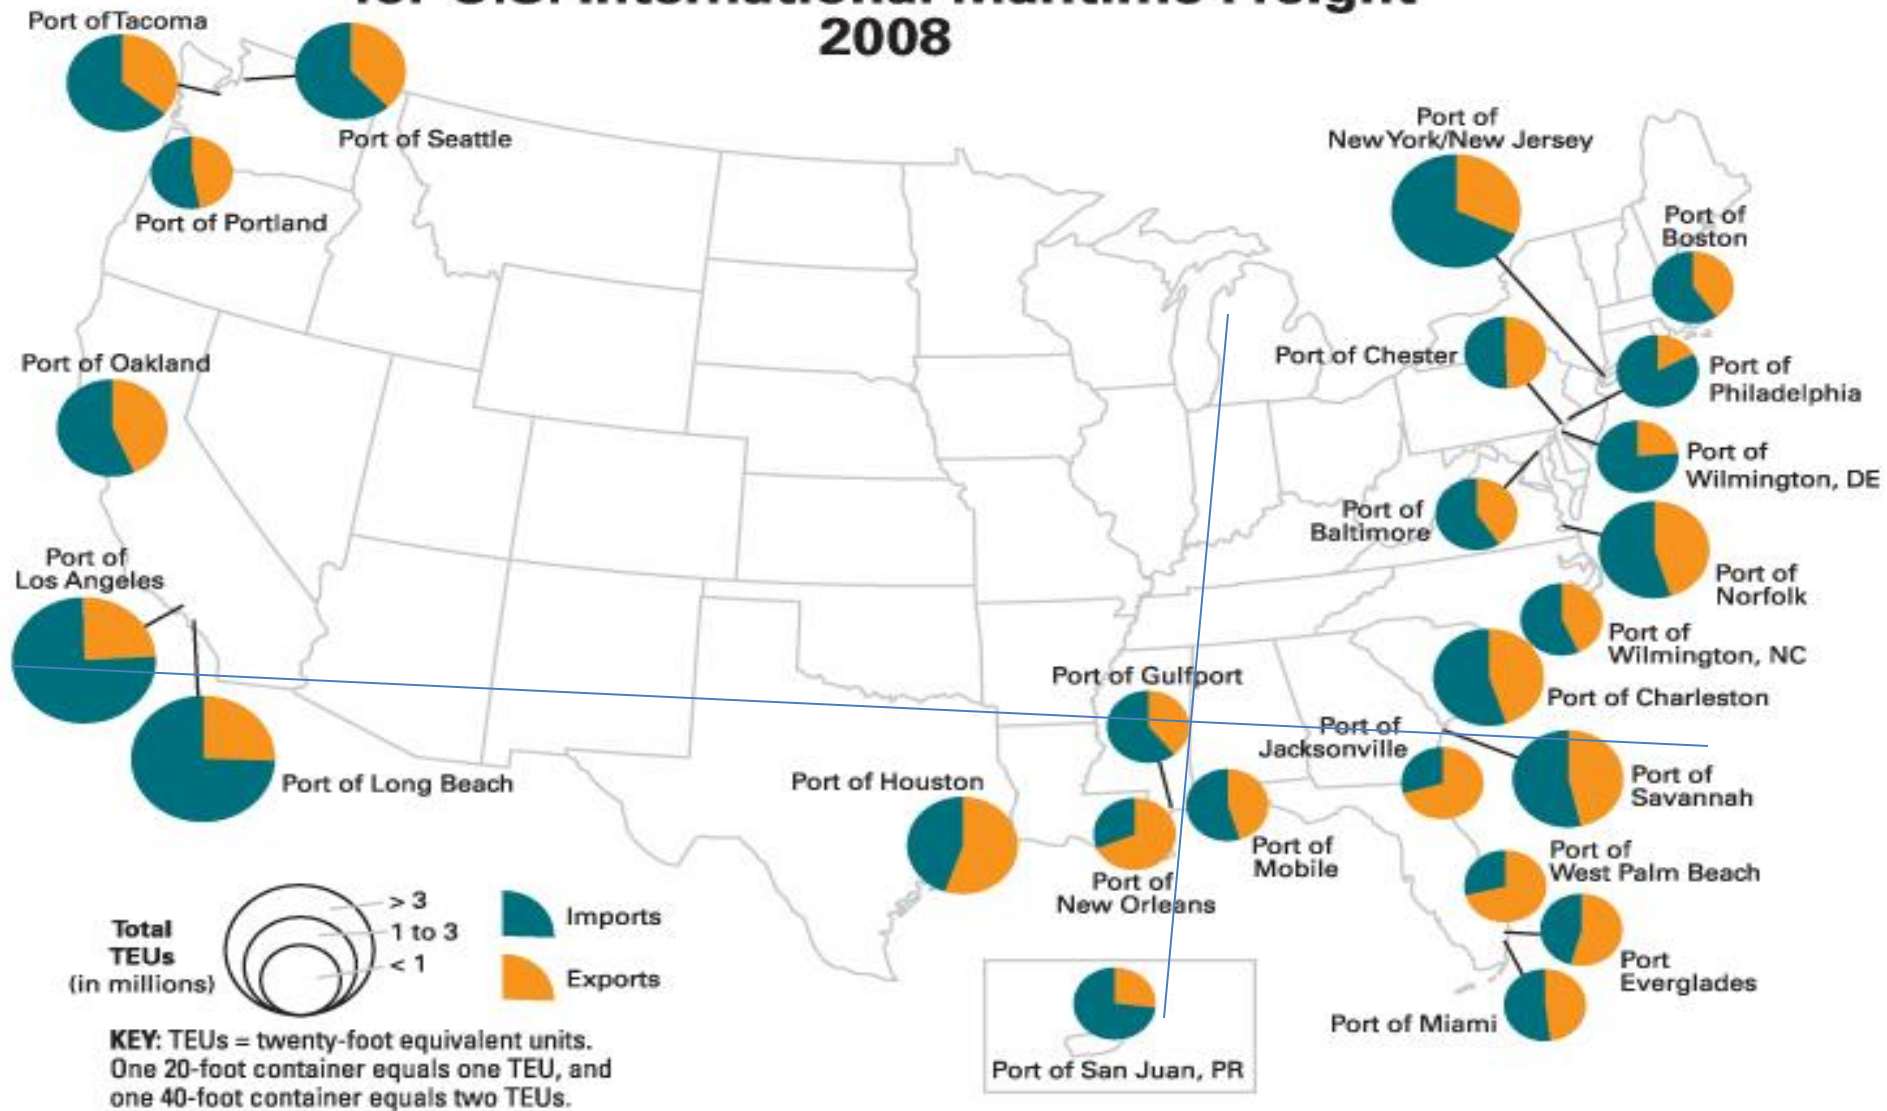 for U.S. International Maritime Freight
2008
Port of Tacoma
Port of Seattle
Port of Portland
Port of
New York/New Jersey
Port of
Boston
Port of Oakland
Port of Chester
Port of
Philadelphia
Port of
Wilmington, DE
Port of
Baltimore
Port of
Norfolk
Port of
Los Angeles
Port of
Wilmington, NC
Port of Gulfport
Port of Charleston
Port of
Jacksonville
Port of Long Beach
Port of Houston
Port of
Savannah
Port of
Mobile
Port of
New Orleans
Port of
West Palm Beach
Port
Everglades
Port of Miami
Port of San Juan, PR
Total
TEUs
(in millions)
> 3
1 to 3
< 1
Imports
Exports
KEY: TEUs = twenty-foot equivalent units.
One 20-foot container equals one TEU, and
one 40-foot container equals two TEUs.